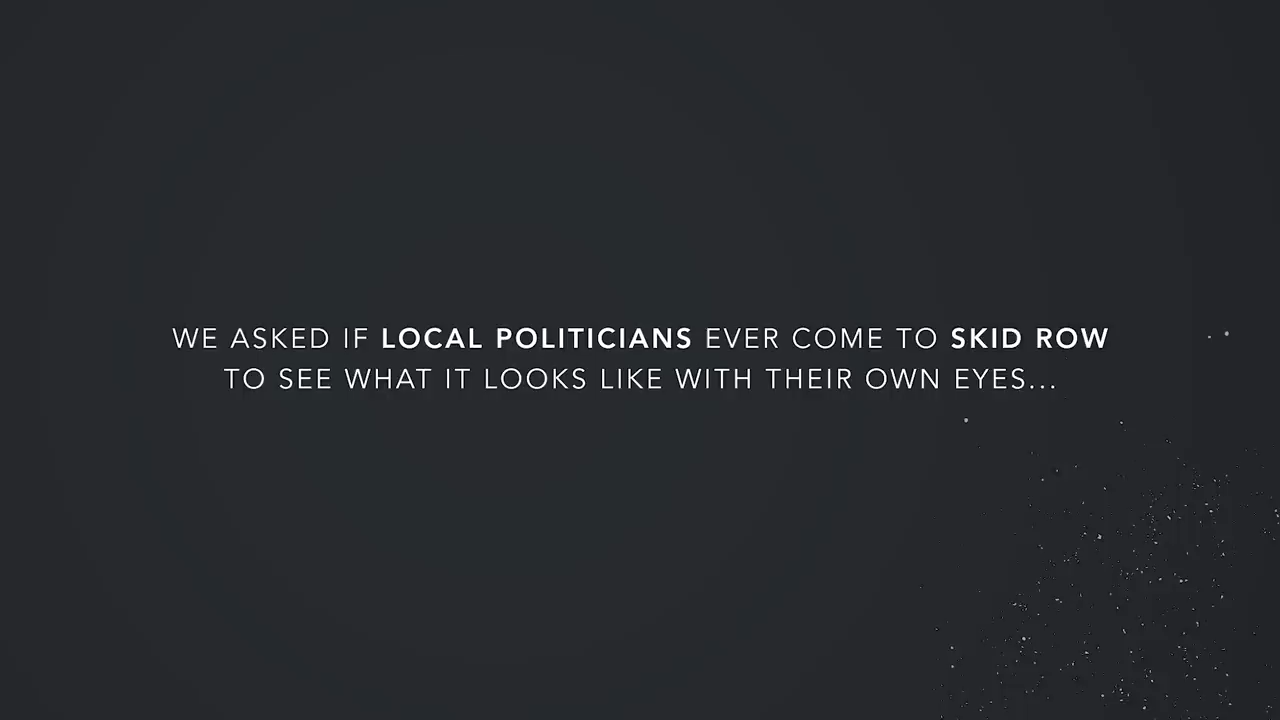 WE ASKED IF LOCAL POLITICIANS EVER COME TO SKID ROW
TO SEE WHAT IT LOOKS LIKE WITH THEIR OWN EYES...